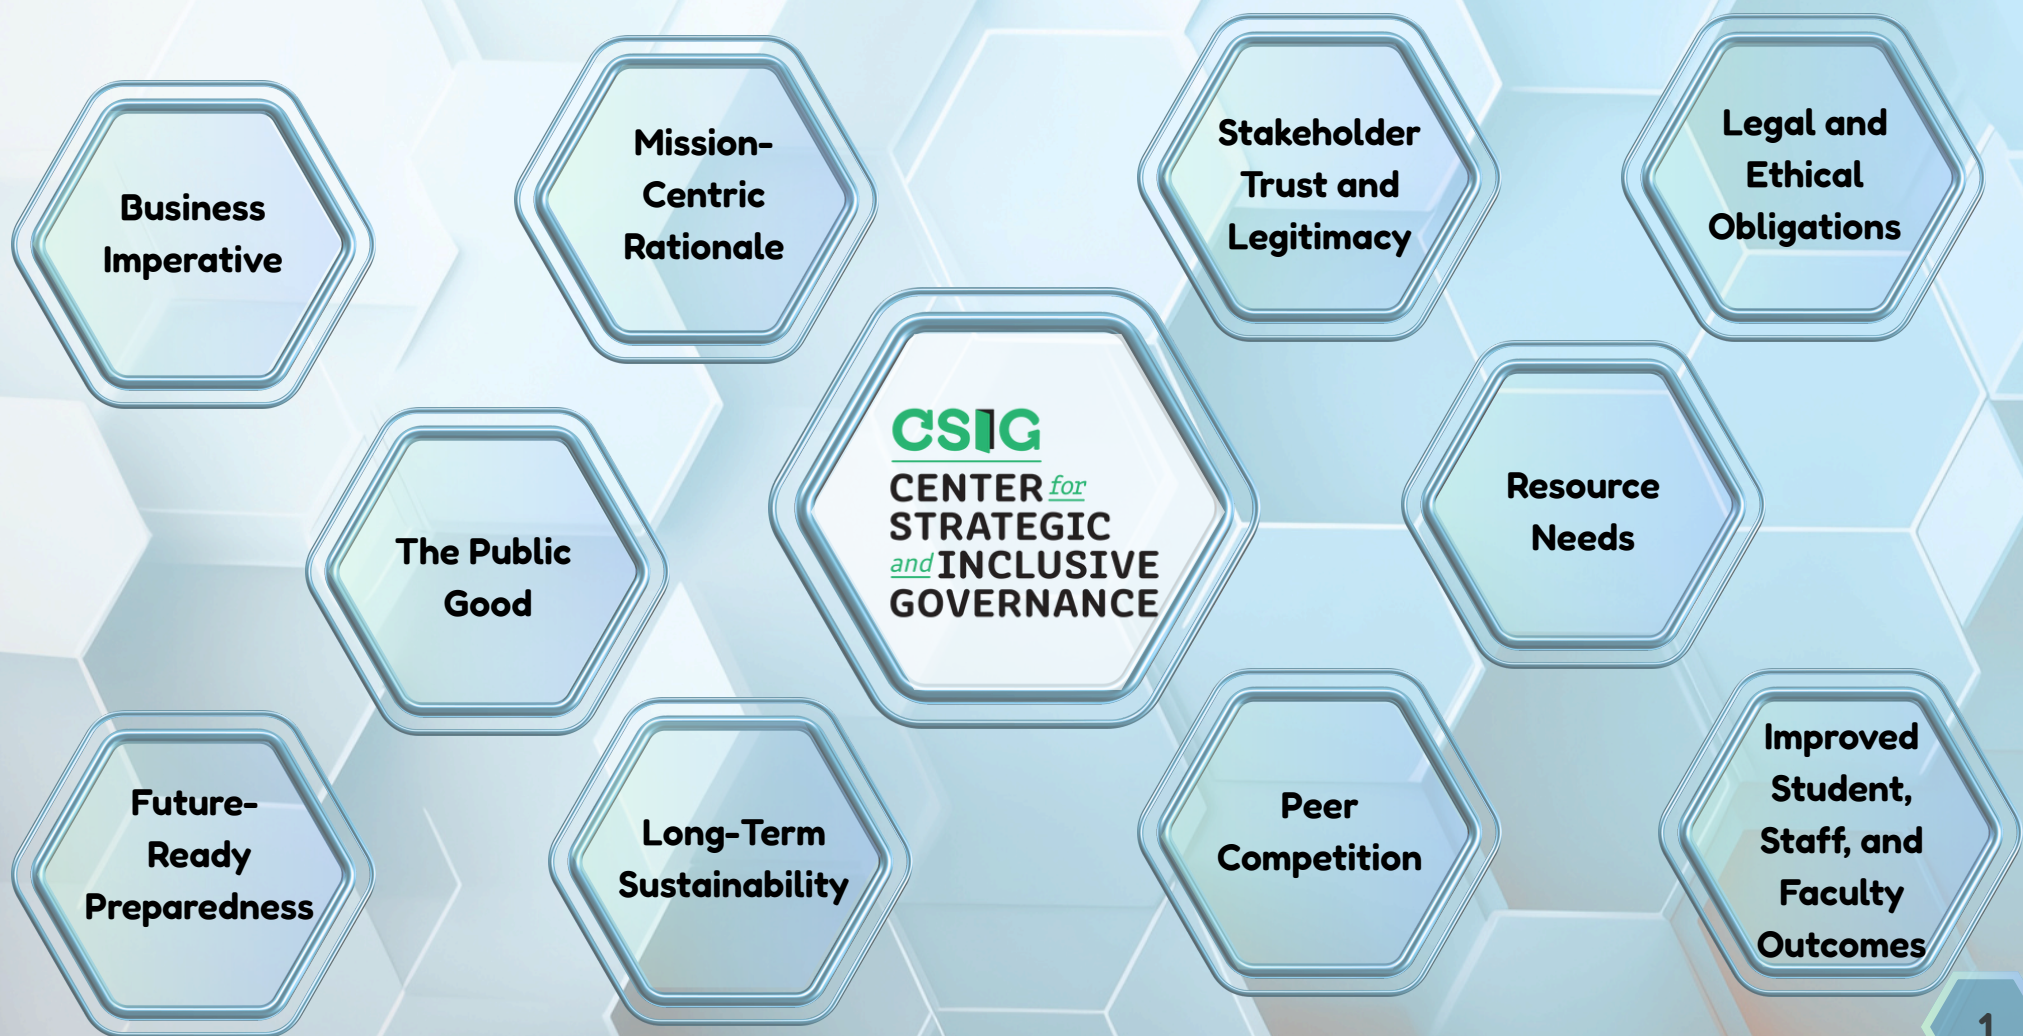 Business
Imperative
Mission-
Centric
Rationale
Stakeholder
Trust and
Legitimacy
Legal and
Ethical
Obligations
The Public
Good
CSIG
CENTER for
STRATEGIC
and INCLUSIVE
GOVERNANCE
Resource
Needs
Future-
Ready
Preparedness
Long-Term
Sustainability
Peer
Competition
Improved
Student,
Staff, and
Faculty
Outcomes
1